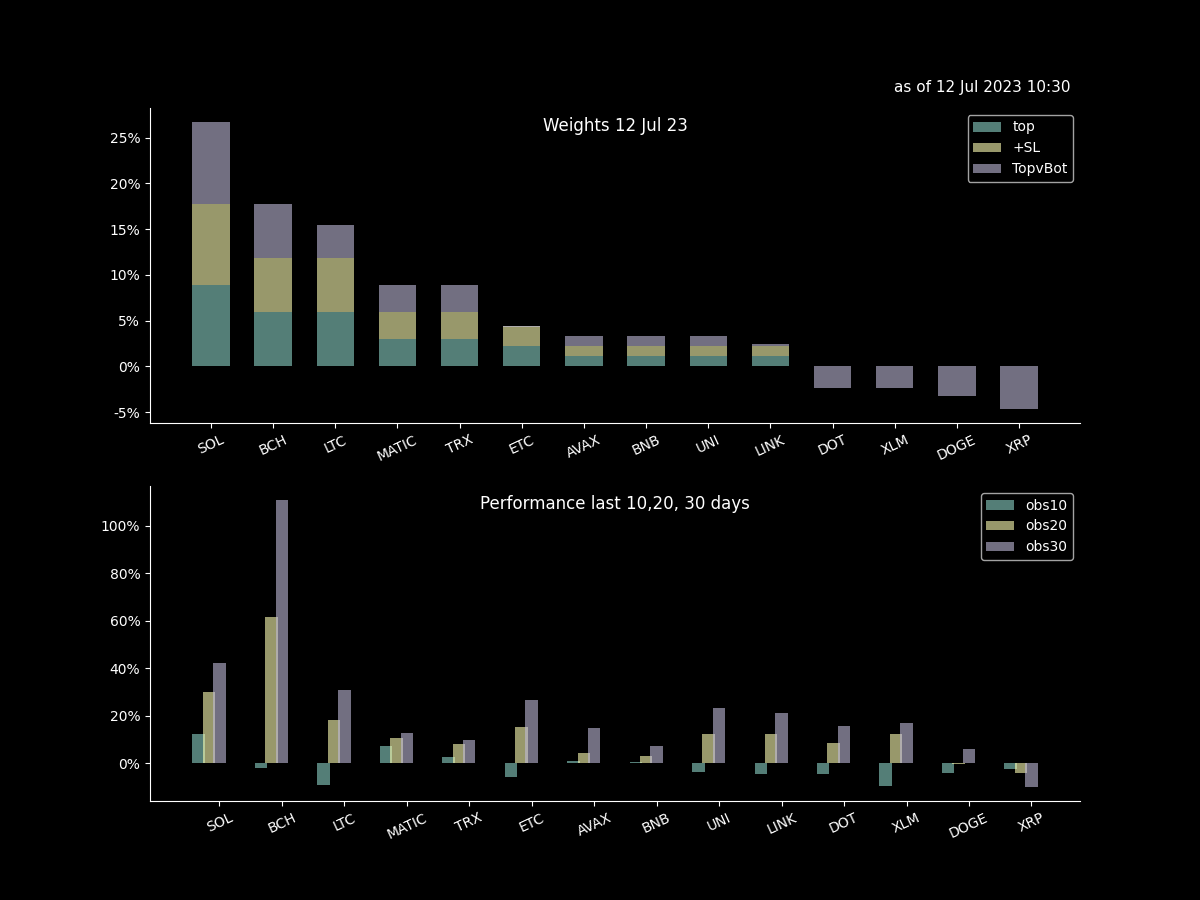 as of 12 Jul 2023 10:30
Weights 12 Jul 23
top
+SL
TopvBot
25%
20%
15%
10%
5%
0%
-5%
SOL BCH LTC MATIC TRX ETC AVAX BNB UNI LINK DOT XLM DOGE XRP
Performance last 10,20, 30 days
obs10
obs20
obs30
100%
80%
60%
40%
20%
0%
SOL BCH LTC MATIC TRX ETC AVAX BNB UNI LINK DOT XLM DOGE XRP